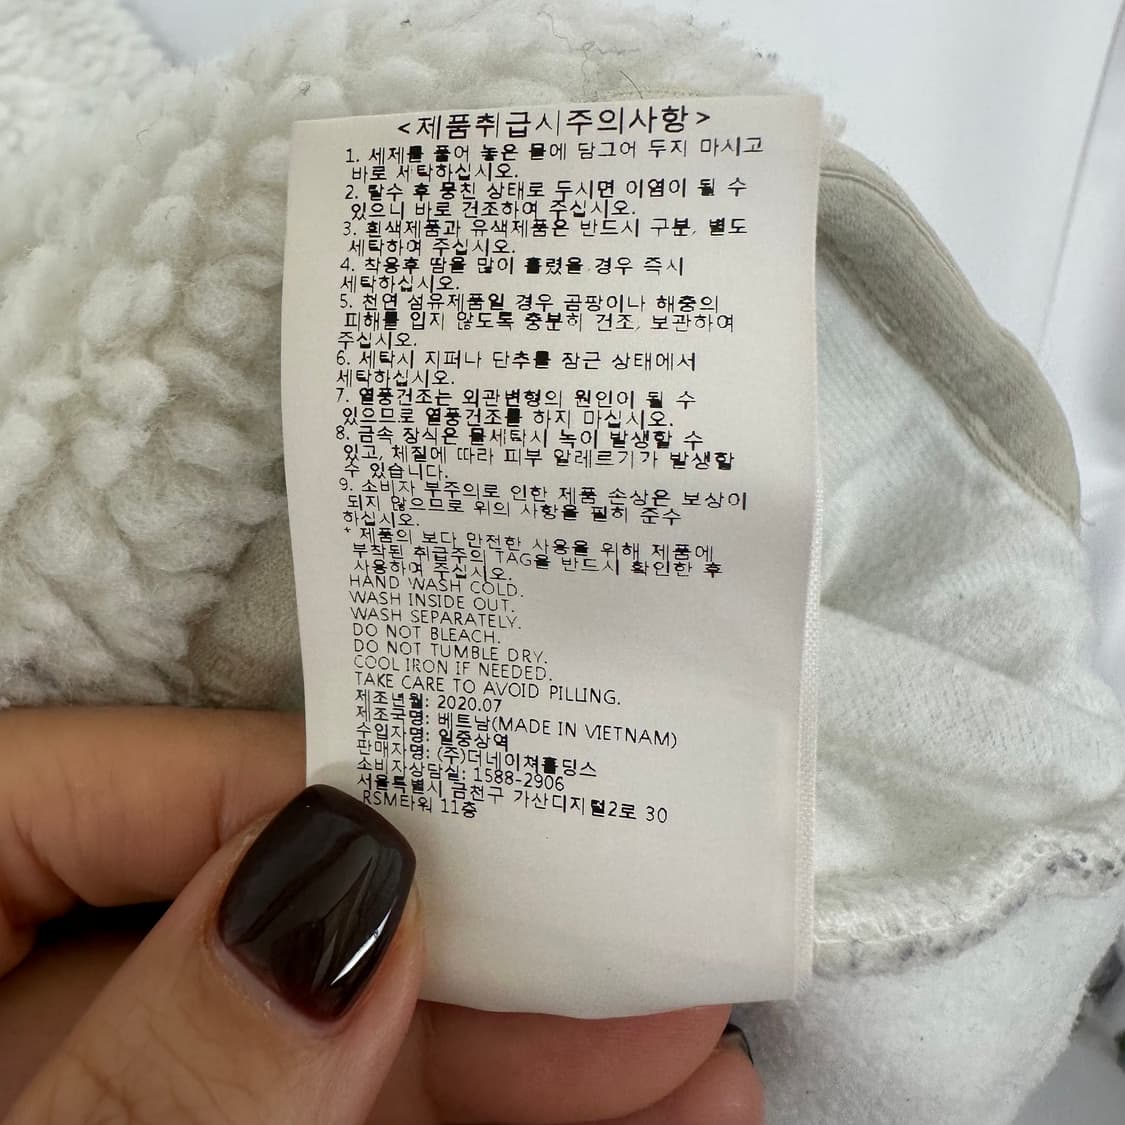 <제품취급시주의사항>
1. 세제를 풀어 놓은 물에 담그어 두지 마시고
바로 세탁하십시오.
2. 탈수 후 뭉친 상태로 두시면 이염이 될 수
있으니 바로 건조하여 주십시오.
3. 흰색제품과 유색제품은 반드시 구분, 별도
세탁하여 주십시오.
4. 착용후 땀을 많이 흘렸을 경우 즉시
세탁하십시오.
5. 천연 섬유제품일 경우 곰팡이나 해충의
피해를 입지 않도록 충분히 건조, 보관하여
주십시오.
6. 세탁시 지퍼나 단추를 잠근 상태에서
세탁하십시오.
7. 열풍건조는 외관변형의 원인이 될 수
있으므로 열풍건조를 하지 마십시오.
8. 금속 장식은 물세탁시 녹이 발생할 수
있고, 체질에 따라 피부 알레르기가 발생할
수 있습니다.
9. 소비자 부주의로 인한 제품 손상은 보상이
되지 않으므로 위의 사항을 필히 준수
하십시오.
* 제품의 보다 안전한 사용을 위해 제품에
부착된 취급주의 TAG을 반드시 확인한 후
사용하여 주십시오.
HAND WASH COLD.
WASH INSIDE OUT.
WASH SEPARATELY.
DO NOT BLEACH.
DO NOT TUMBLE DRY.
COOL IRON IF NEEDED.
TAKE CARE TO AVOID PILLING.
제조년월: 2020.07
제조국명: 베트남(MADE IN VIETNAM)
수입자명: 일중상역
판매자명: (주)더네이쳐홀딩스
소비자상담실: 1588-2906
서울특별시 금천구 가산디지털2로 30
RSM타워 11층